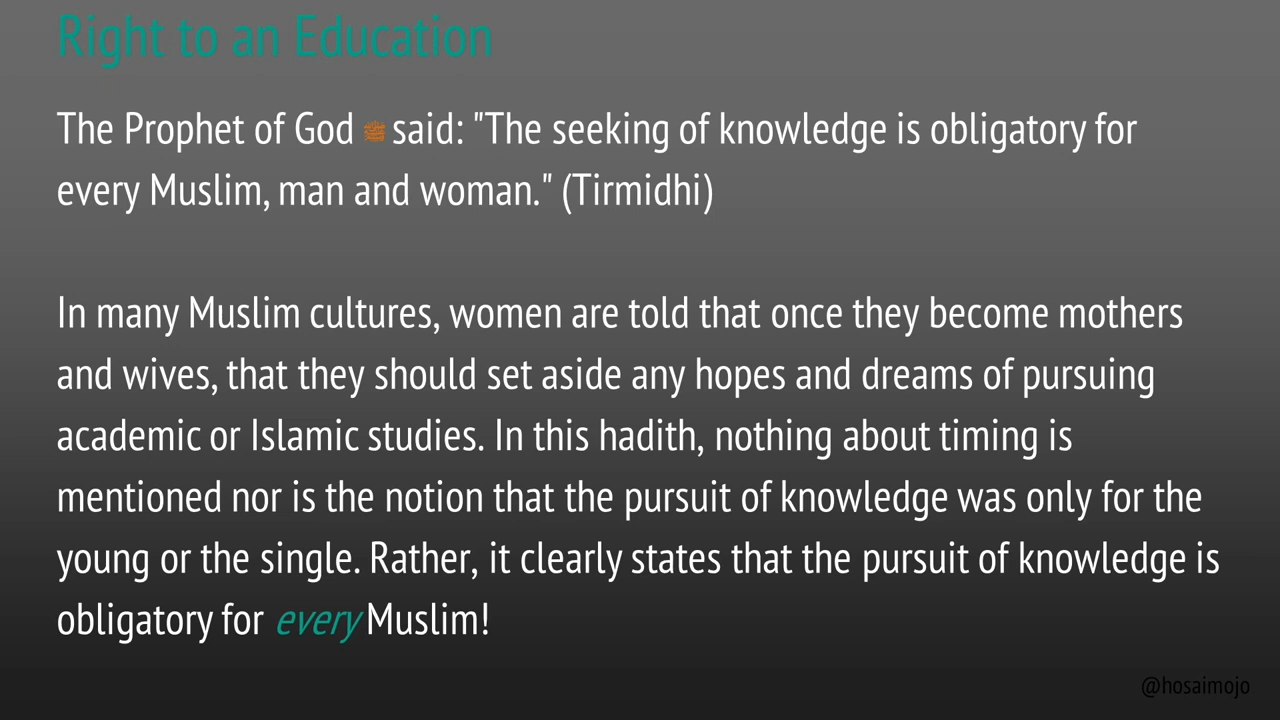 Right to an Education
The Prophet of God ﷺ said: "The seeking of knowledge is obligatory for
every Muslim, man and woman." (Tirmidhi)
In many Muslim cultures, women are told that once they become mothers
and wives, that they should set aside any hopes and dreams of pursuing
academic or Islamic studies. In this hadith, nothing about timing is
mentioned nor is the notion that the pursuit of knowledge was only for the
young or the single. Rather, it clearly states that the pursuit of knowledge is
obligatory for every Muslim!
@hosaimojo